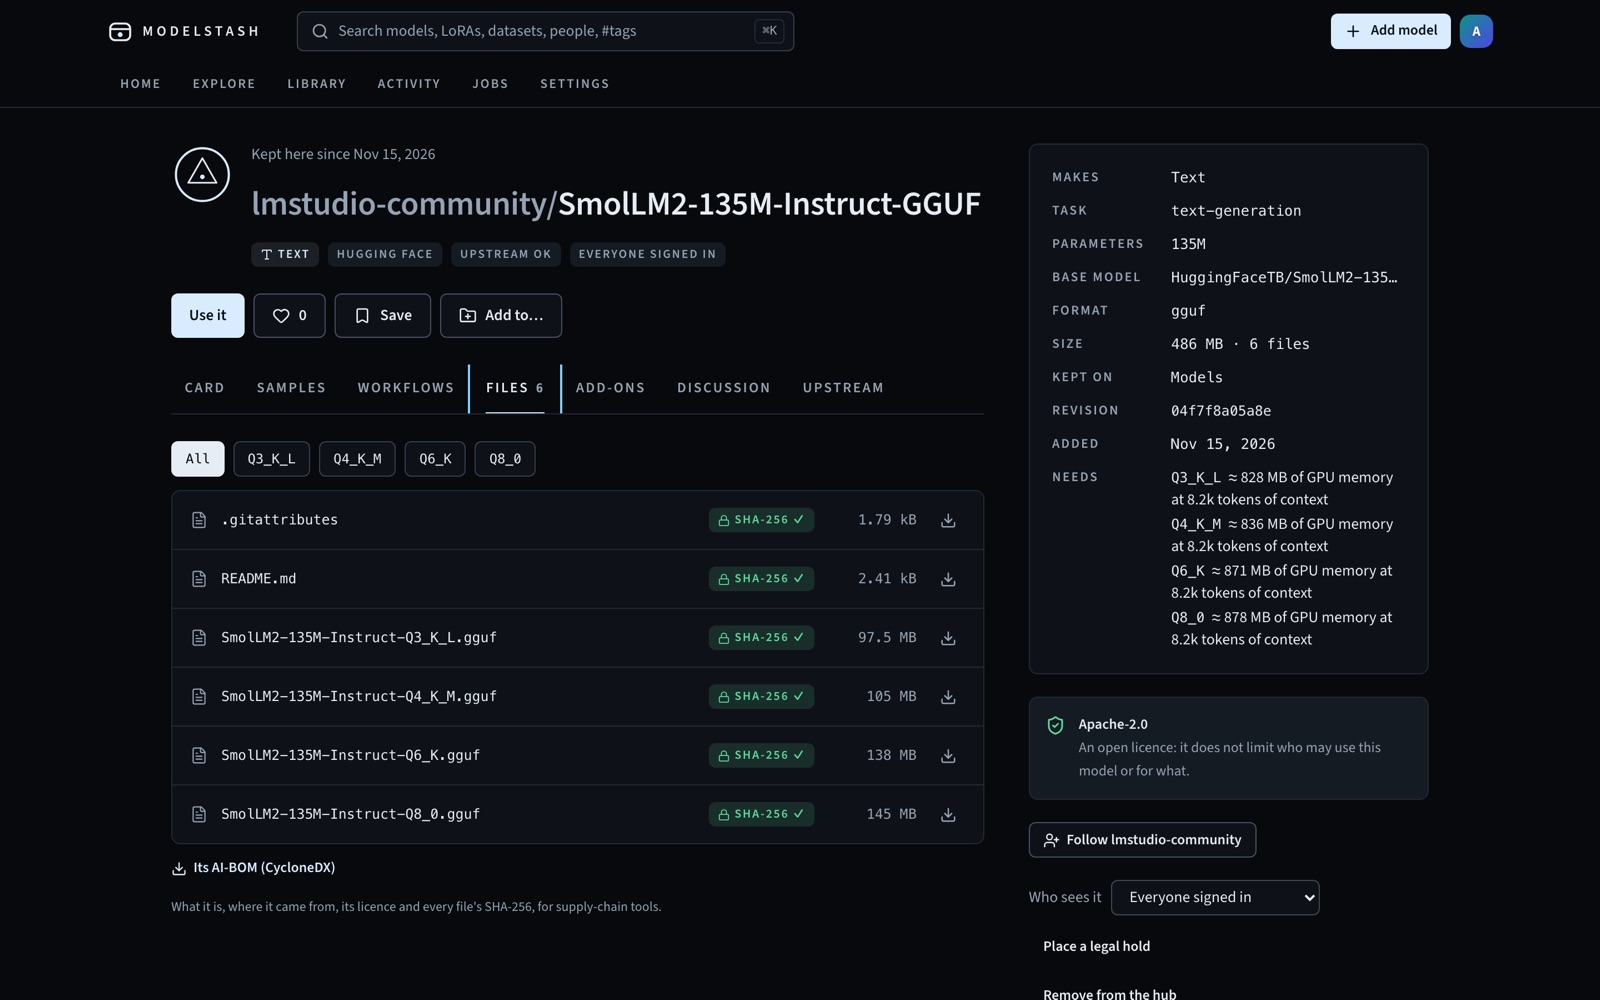 MODELSTASH
Search models, LoRAs, datasets, people, #tags
⌘K
Add model
A
HOME
EXPLORE
LIBRARY
ACTIVITY
JOBS
SETTINGS
Kept here since Nov 15, 2026
lmstudio-community/SmolLM2-135M-Instruct-GGUF
TEXT
HUGGING FACE
UPSTREAM OK
EVERYONE SIGNED IN
Use it
0
Save
Add to…
CARD
SAMPLES
WORKFLOWS
FILES 6
ADD-ONS
DISCUSSION
UPSTREAM
All
Q3_K_L
Q4_K_M
Q6_K
Q8_0
.gitattributes
SHA-256 ✓
1.79 kB
README.md
SHA-256 ✓
2.41 kB
SmolLM2-135M-Instruct-Q3_K_L.gguf
SHA-256 ✓
97.5 MB
SmolLM2-135M-Instruct-Q4_K_M.gguf
SHA-256 ✓
105 MB
SmolLM2-135M-Instruct-Q6_K.gguf
SHA-256 ✓
138 MB
SmolLM2-135M-Instruct-Q8_0.gguf
SHA-256 ✓
145 MB
Its AI-BOM (CycloneDX)
What it is, where it came from, its licence and every file's SHA-256, for supply-chain tools.
MAKES Text
TASK text-generation
PARAMETERS 135M
BASE MODEL HuggingFaceTB/SmolLM2-135…
FORMAT gguf
SIZE 486 MB · 6 files
KEPT ON Models
REVISION 04f7f8a05a8e
ADDED Nov 15, 2026
NEEDS Q3_K_L ≈ 828 MB of GPU memory
at 8.2k tokens of context
Q4_K_M ≈ 836 MB of GPU memory
at 8.2k tokens of context
Q6_K ≈ 871 MB of GPU memory at
8.2k tokens of context
Q8_0 ≈ 878 MB of GPU memory at
8.2k tokens of context
Apache-2.0
An open licence: it does not limit who may use this
model or for what.
Follow lmstudio-community
Who sees it
Everyone signed in
Place a legal hold
Remove from the hub